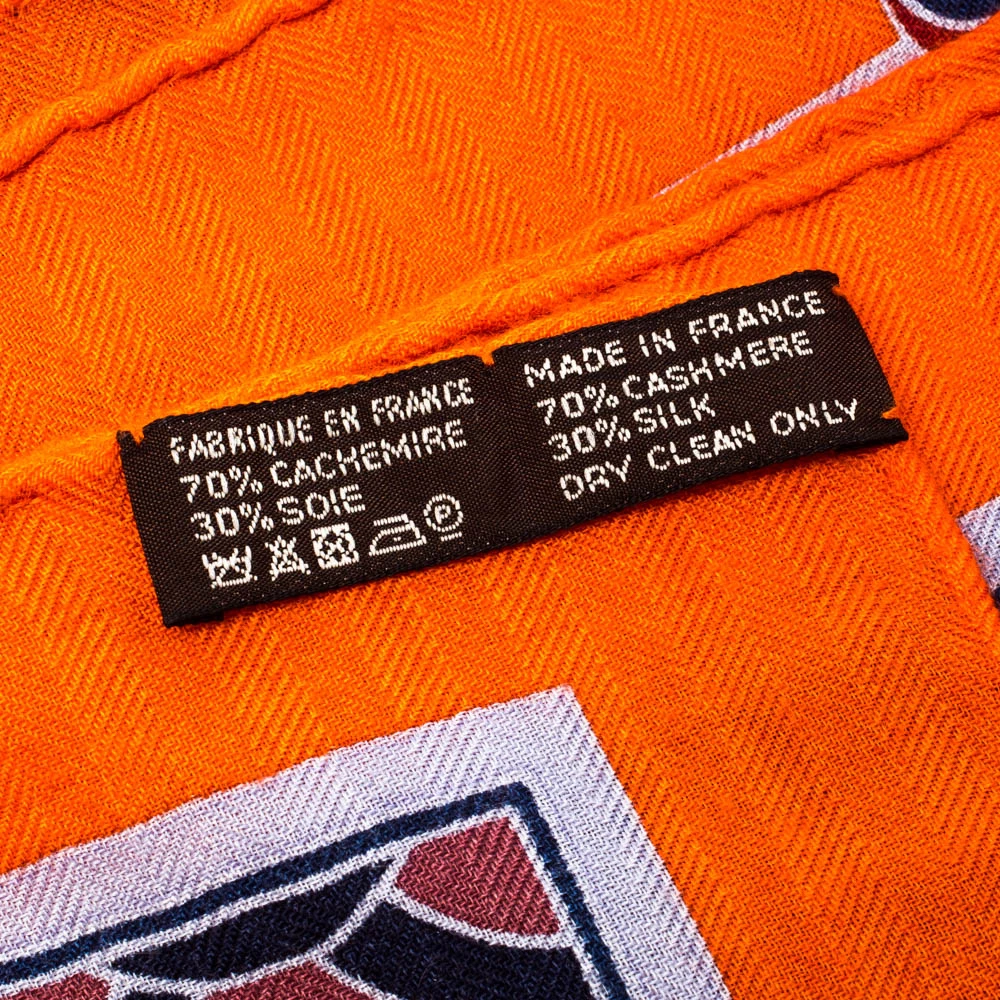 FABRIQUE EN FRANCE
70% CACHEMIRE
30% SOIE
P
MADE IN FRANCE
70% CASHMERE
30% SILK
DRY CLEAN ONLY